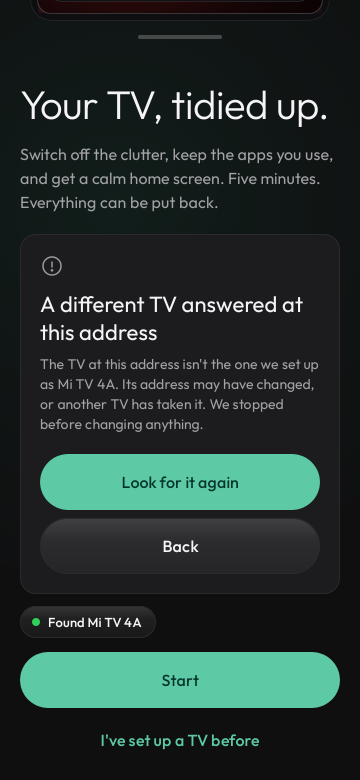 Your TV, tidied up.
Switch off the clutter, keep the apps you use,
and get a calm home screen. Five minutes.
Everything can be put back.
A different TV answered at
this address
The TV at this address isn't the one we set up
as Mi TV 4A. Its address may have changed,
or another TV has taken it. We stopped
before changing anything.
Look for it again
Back
Found Mi TV 4A
Start
I've set up a TV before